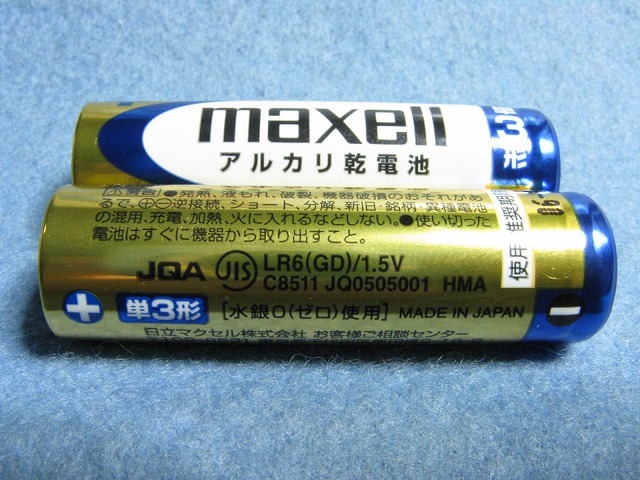 maxell
アルカリ乾電池
●発熱、液もれ、破裂、機器破損のおそれがあ
るで、⊕⊖逆接続、ショート、分解、新旧・銘柄・異種電池
の混用、充電、加熱、火に入れるなどしない。●使い切った
電池はすぐに機器から取り出すこと。
JQA JIS LR6(GD)/1.5V
C8511 JQ0505001 HMA
+ 単3形 [水銀0(ゼロ)使用] MADE IN JAPAN −
日立マクセル株式会社 お客様ご相談センター
使用推奨期